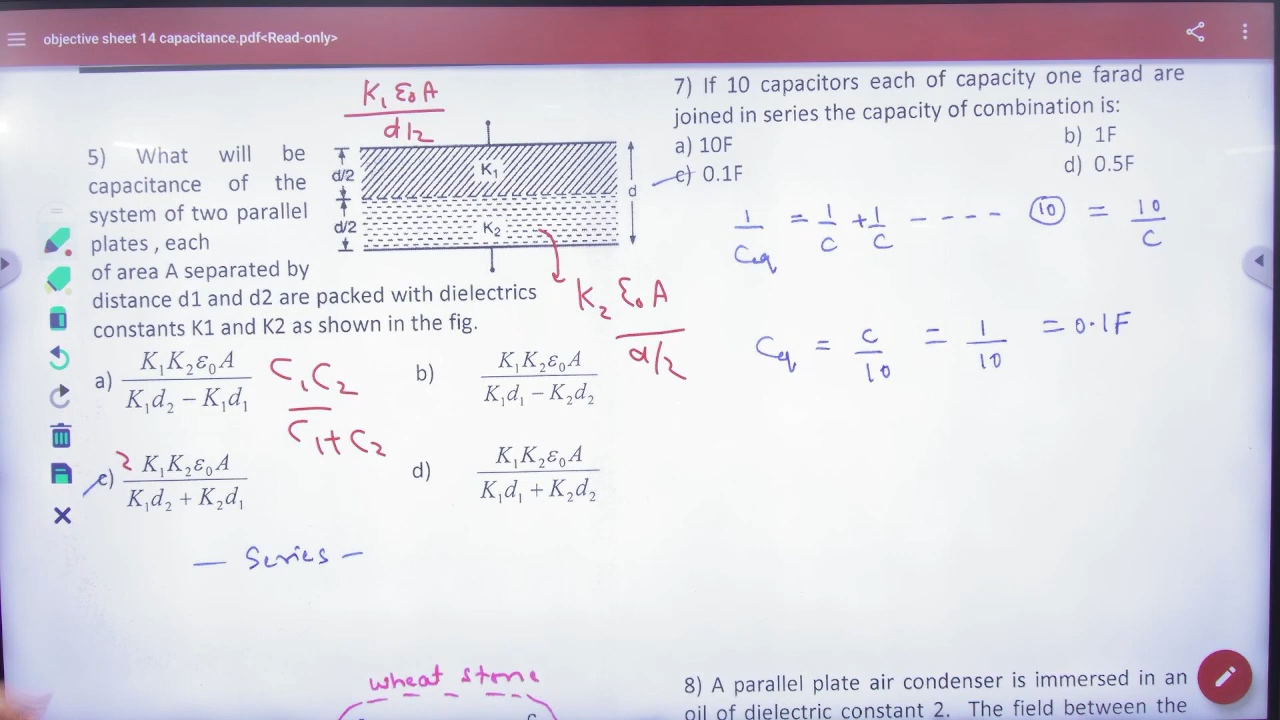 objective sheet 14 capacitance.pdf<Read-only>
K₁ ε₀ A
d/2
5) What will be
capacitance of the
system of two parallel
plates , each
of area A separated by
distance d1 and d2 are packed with dielectrics
constants K1 and K2 as shown in the fig.
d/2
d/2
K₁
K₂
d
K₂ ε₀ A
d/2
a) K₁K₂ε₀A / K₁d₂ − K₁d₁
b) K₁K₂ε₀A / K₁d₁ − K₂d₂
C₁C₂
C₁+C₂
c) 2 K₁K₂ε₀A / K₁d₂ + K₂d₁
d) K₁K₂ε₀A / K₁d₁ + K₂d₂
— Series —
wheat stone
C
7) If 10 capacitors each of capacity one farad are
joined in series the capacity of combination is:
a) 10F
b) 1F
c) 0.1F
d) 0.5F
1/Ceq = 1/C + 1/C - - - - 10 = 10/C
Ceq = C/10 = 1/10 = 0.1F
8) A parallel plate air condenser is immersed in an
oil of dielectric constant 2. The field between the